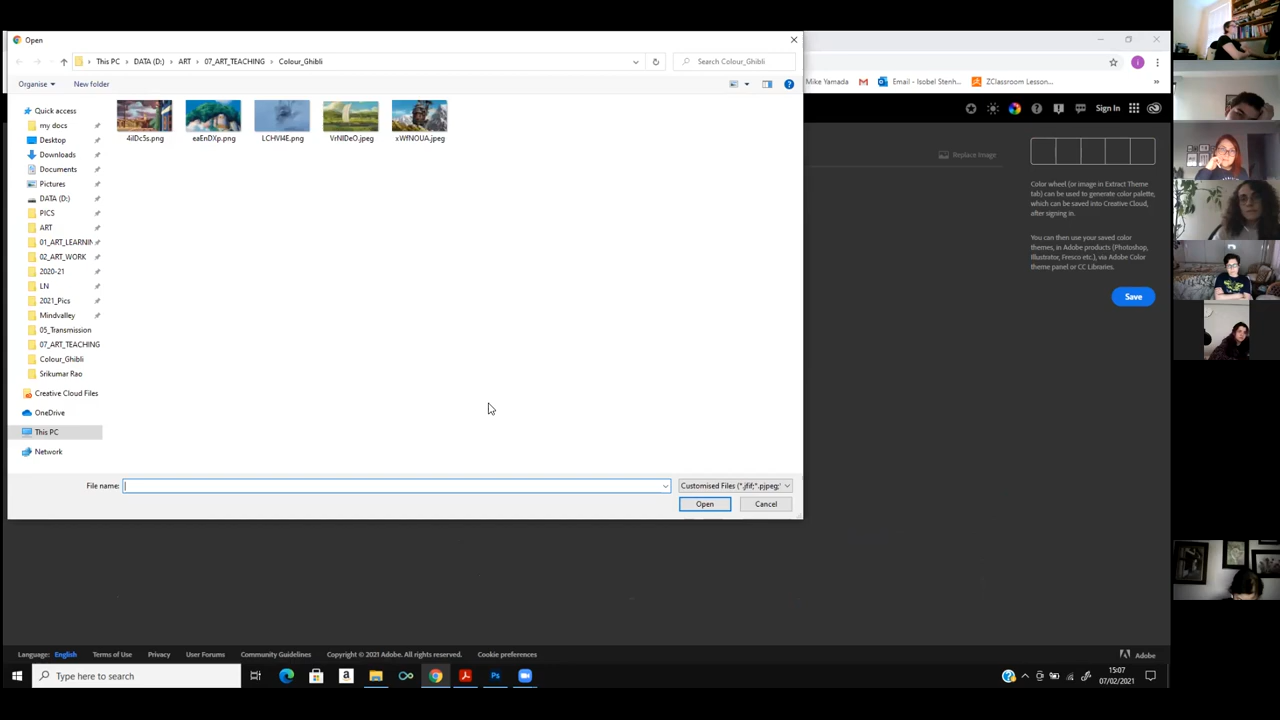 Open
This PC
DATA (D:)
ART
07_ART_TEACHING
Colour_Ghibli
Search Colour_Ghibli
Organise
New folder
Mike Yamada
Email - Isobel Stenh...
ZClassroom Lesson...
»
Sign In
Quick access
my docs
Desktop
Downloads
Documents
Pictures
DATA (D:)
PICS
ART
01_ART_LEARNIN
02_ART_WORK
2020-21
LN
2021_Pics
Mindvalley
05_Transmission
07_ART_TEACHING
Colour_Ghibli
Srikumar Rao
Creative Cloud Files
OneDrive
This PC
Network
4ilDc5s.png
eaEnDXp.png
LCHVl4E.png
VrNlDeO.jpeg
xWfNOUA.jpeg
Replace Image
Color wheel (or image in Extract Theme
tab) can be used to generate color palette,
which can be saved into Creative Cloud,
after signing in.
You can then use your saved color
themes, in Adobe products (Photoshop,
Illustrator, Fresco etc.), via Adobe Color
theme panel or CC Libraries.
Save
File name:
Customised Files (*.jfif;*.pjpeg;*
Open
Cancel
Language: English
Terms of Use
Privacy
User Forums
Community Guidelines
Copyright © 2021 Adobe. All rights reserved.
Cookie preferences
Adobe
Type here to search
15:07
07/02/2021